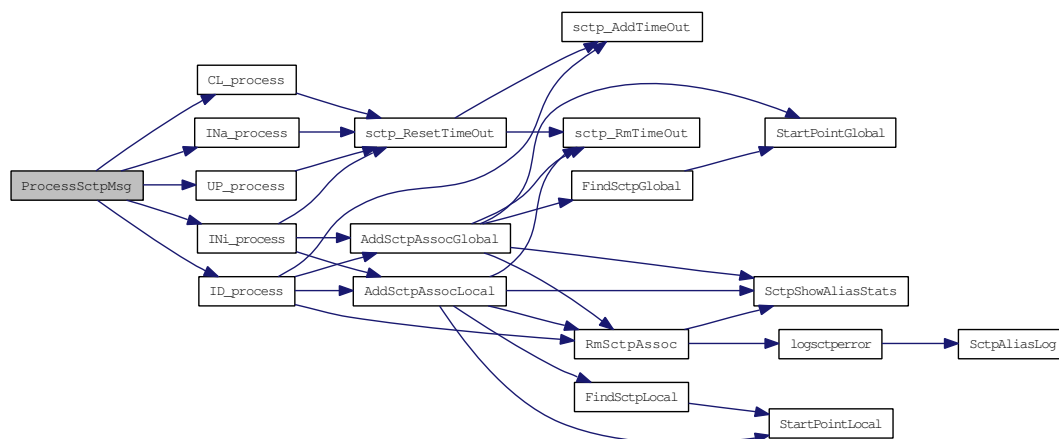 sctp_AddTimeOut
CL_process
INa_process
sctp_ResetTimeOut
sctp_RmTimeOut
StartPointGlobal
ProcessSctpMsg
UP_process
FindSctpGlobal
INi_process
AddSctpAssocGlobal
ID_process
AddSctpAssocLocal
SctpShowAliasStats
RmSctpAssoc
logsctperror
SctpAliasLog
FindSctpLocal
StartPointLocal